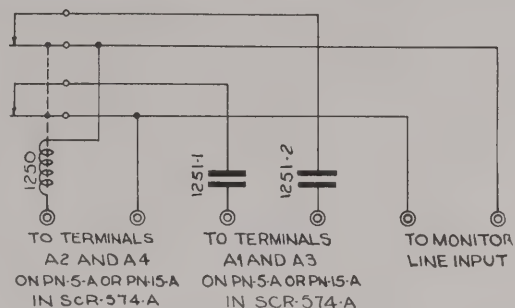 1250
1251-1
1251-2
TO TERMINALS
A2 AND A4
ON PN-5-A OR PN-15-A
IN SCR-574-A
TO TERMINALS
A1 AND A3
ON PN-5-A OR PN-15-A
IN SCR-574-A
TO MONITOR
LINE INPUT